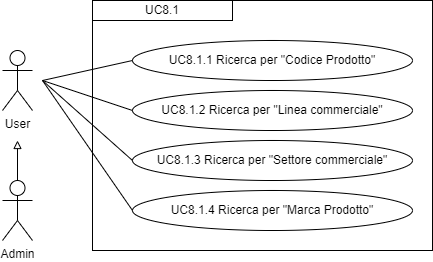 UC8.1
UC8.1.1 Ricerca per "Codice Prodotto"
UC8.1.2 Ricerca per "Linea commerciale"
User
UC8.1.3 Ricerca per "Settore commerciale"
UC8.1.4 Ricerca per "Marca Prodotto"
Admin